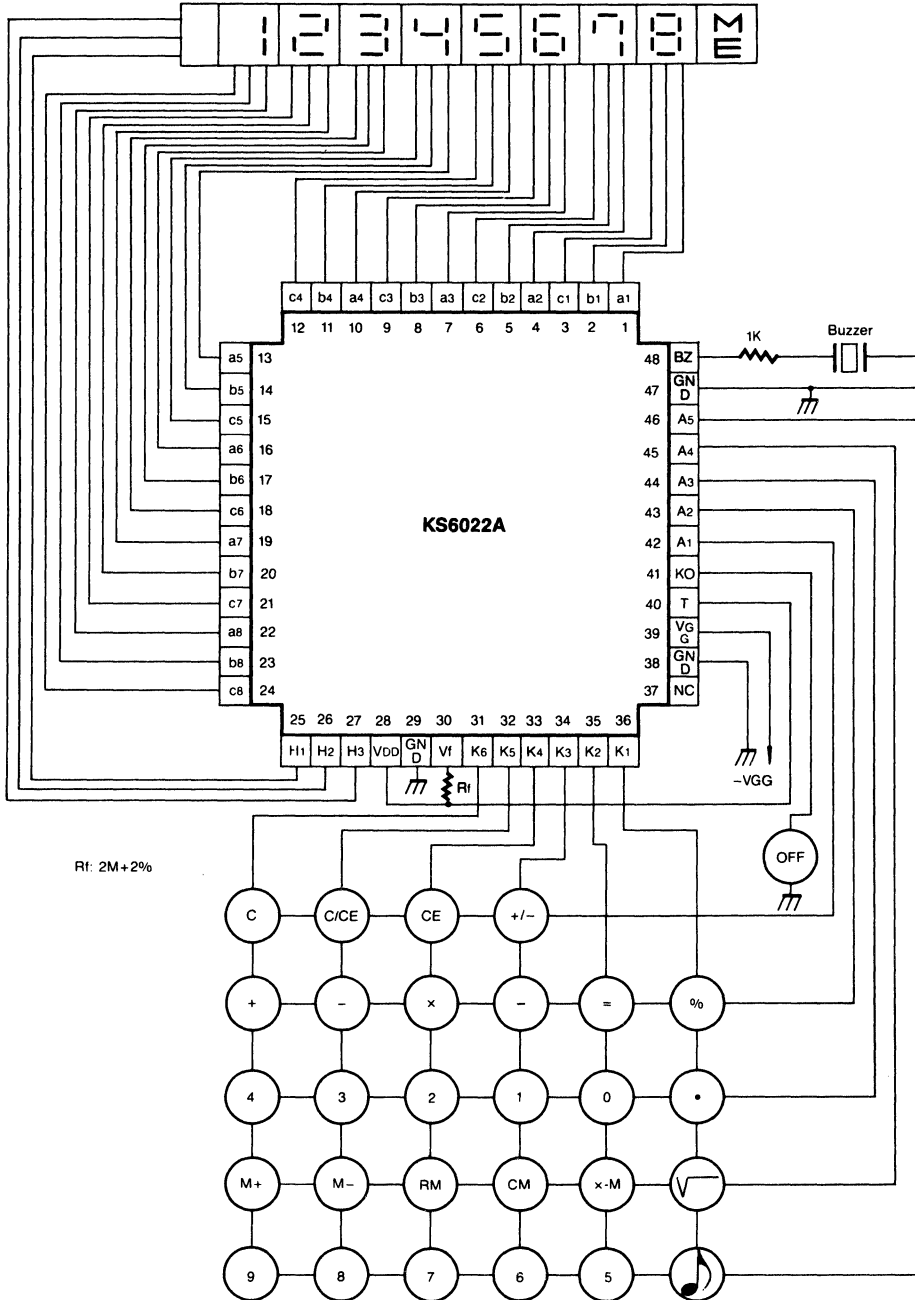 1 2 3 4 5 6 7 8 M E
c4 b4 a4 c3 b3 a3 c2 b2 a2 c1 b1 a1
12 11 10 9 8 7 6 5 4 3 2 1
1K Buzzer
a5 13 48 BZ
b5 14 47 GND
c5 15 46 A5
a6 16 45 A4
b6 17 44 A3
c6 18 43 A2
KS6022A
a7 19 42 A1
b7 20 41 KO
c7 21 40 T
a8 22 39 VGG
b8 23 38 GND
c8 24 37 NC
25 26 27 28 29 30 31 32 33 34 35 36
H1 H2 H3 VDD GND Vf K6 K5 K4 K3 K2 K1
Rf
-VGG
OFF
Rf: 2M+2%
C C/CE CE +/−
+ − × − = %
4 3 2 1 0 •
M+ M− RM CM ×-M √
9 8 7 6 5 ♪